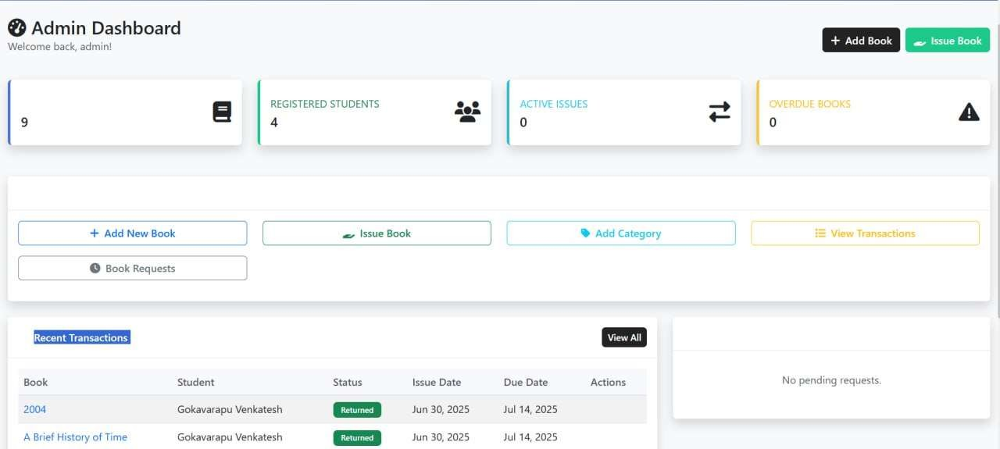 Admin Dashboard
Welcome back, admin!
+ Add Book
Issue Book
9
REGISTERED STUDENTS
4
ACTIVE ISSUES
0
OVERDUE BOOKS
0
+ Add New Book
Issue Book
Add Category
View Transactions
Book Requests
Recent Transactions
View All
Book Student Status Issue Date Due Date Actions
2004 Gokavarapu Venkatesh Returned Jun 30, 2025 Jul 14, 2025
A Brief History of Time Gokavarapu Venkatesh Returned Jun 30, 2025 Jul 14, 2025
No pending requests.